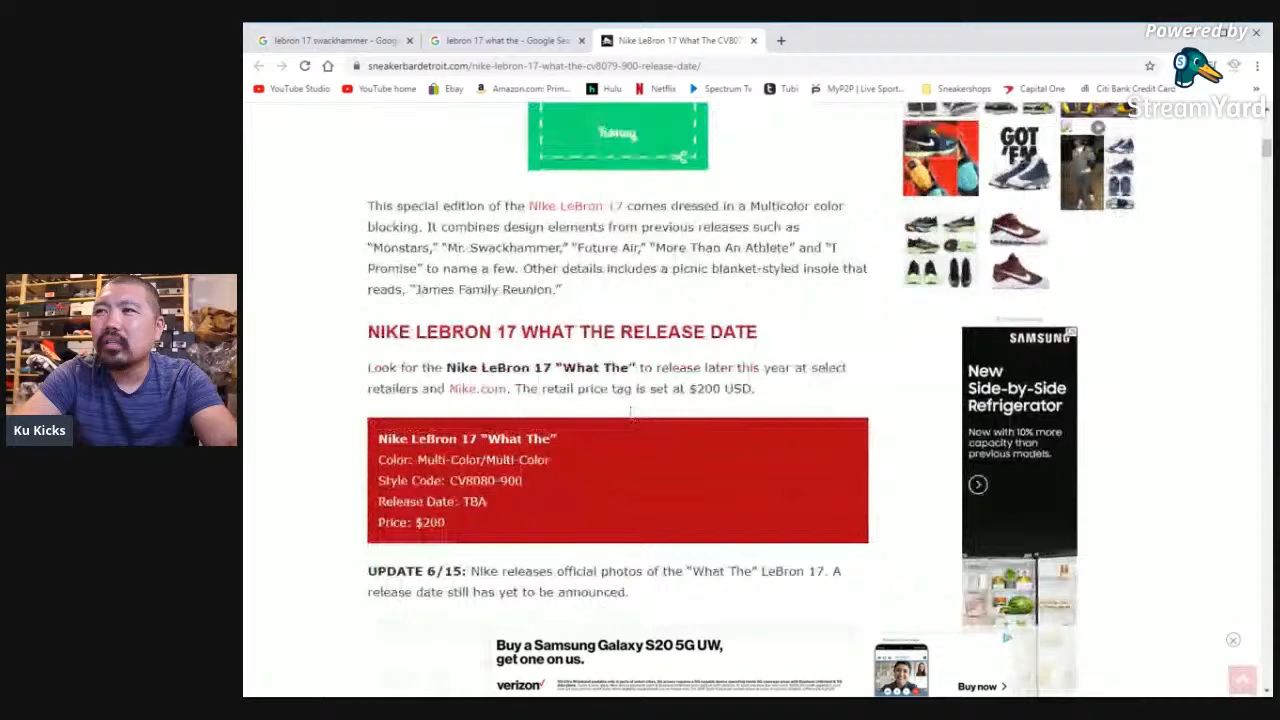 Powered by
StreamYard
lebron 17 swackhammer - Goog
lebron 17 what the - Google Sea
Nike LeBron 17 What The CV807
sneakerbardetroit.com/nike-lebron-17-what-the-cv8079-900-release-date/
YouTube Studio
YouTube home
Ebay
Amazon.com: Prim...
Hulu
Netflix
Spectrum Tv
Tubi
MyP2P | Live Sport...
Sneakershops
Capital One
Citi Bank Credit Card
GOT
'EM
This special edition of the Nike LeBron 17 comes dressed in a Multicolor color
blocking. It combines design elements from previous releases such as
“Monstars,” “Mr. Swackhammer,” “Future Air,” “More Than An Athlete” and “I
Promise” to name a few. Other details includes a picnic blanket-styled insole that
reads, “James Family Reunion.”
NIKE LEBRON 17 WHAT THE RELEASE DATE
Look for the Nike LeBron 17 “What The” to release later this year at select
retailers and Nike.com. The retail price tag is set at $200 USD.
Nike LeBron 17 “What The”
Color: Multi-Color/Multi-Color
Style Code: CV8080-900
Release Date: TBA
Price: $200
UPDATE 6/15: Nike releases official photos of the “What The” LeBron 17. A
release date still has yet to be announced.
SAMSUNG
New
Side-by-Side
Refrigerator
Now with 10% more
capacity than
previous models.
Buy a Samsung Galaxy S20 5G UW,
get one on us.
verizon
Buy now
Ku Kicks